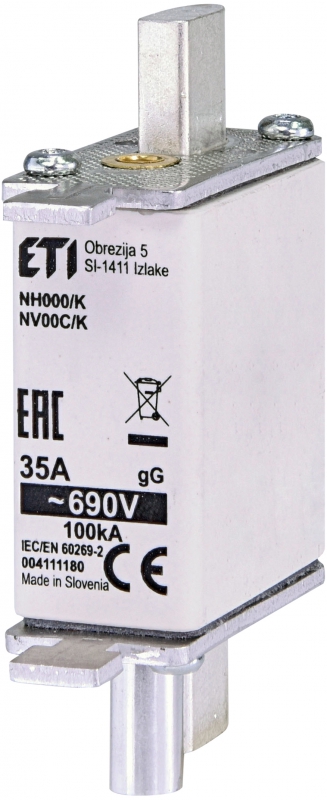 ETI
Obrezija 5
SI-1411 Izlake
NH000/K
NV00C/K
EAC
35A gG
~690V
100kA
IEC/EN 60269-2
004111180
Made in Slovenia
CE